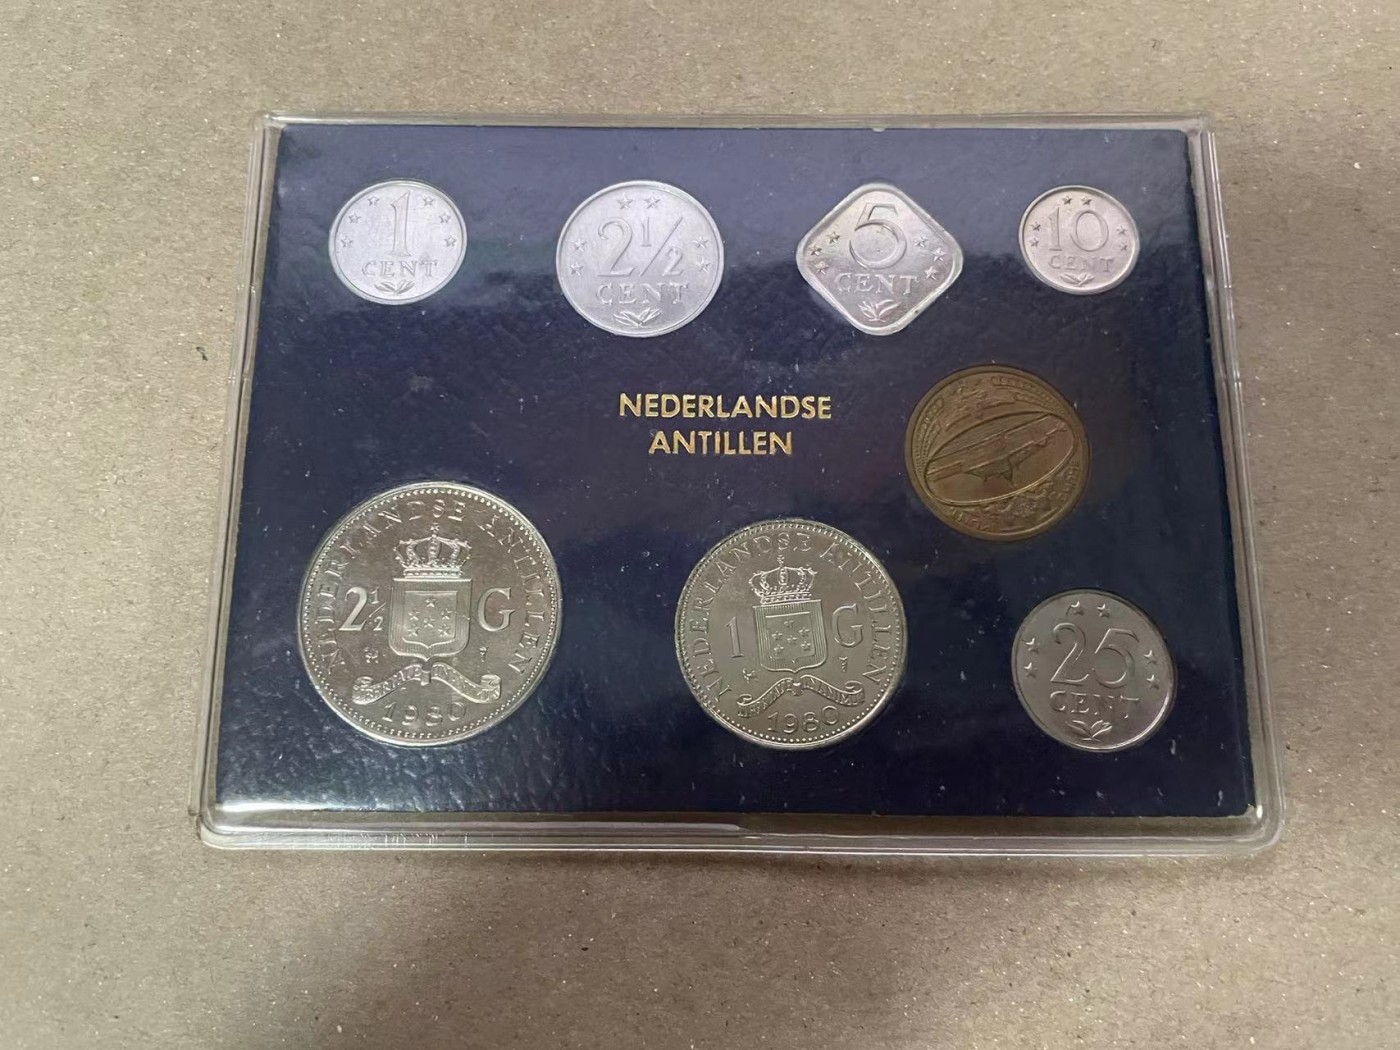 1
CENT
2½
CENT
5
CENT
10
CENT
NEDERLANDSE
ANTILLEN
NEDERLANDSE ANTILLEN
2½ G
1980
NEDERLANDSE ANTILLEN
1 G
1980
25
CENT